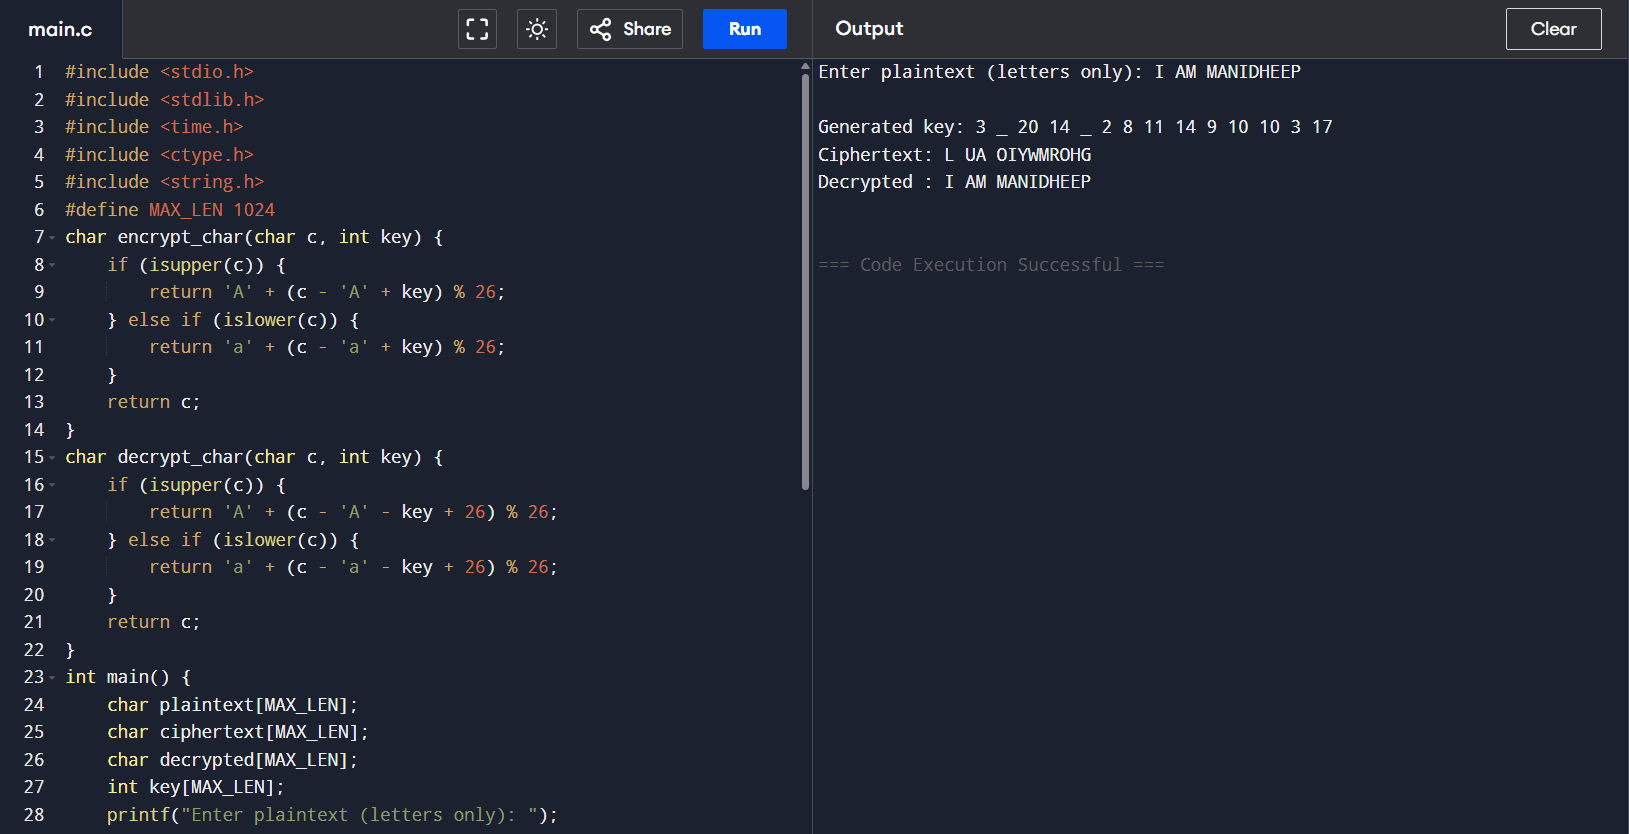 main.c
Share
Run
Output
Clear
1 #include <stdio.h>
2 #include <stdlib.h>
3 #include <time.h>
4 #include <ctype.h>
5 #include <string.h>
6 #define MAX_LEN 1024
7 char encrypt_char(char c, int key) {
8     if (isupper(c)) {
9         return 'A' + (c - 'A' + key) % 26;
10     } else if (islower(c)) {
11         return 'a' + (c - 'a' + key) % 26;
12     }
13     return c;
14 }
15 char decrypt_char(char c, int key) {
16     if (isupper(c)) {
17         return 'A' + (c - 'A' - key + 26) % 26;
18     } else if (islower(c)) {
19         return 'a' + (c - 'a' - key + 26) % 26;
20     }
21     return c;
22 }
23 int main() {
24     char plaintext[MAX_LEN];
25     char ciphertext[MAX_LEN];
26     char decrypted[MAX_LEN];
27     int key[MAX_LEN];
28     printf("Enter plaintext (letters only): ");
Enter plaintext (letters only): I AM MANIDHEEP
Generated key: 3 _ 20 14 _ 2 8 11 14 9 10 10 3 17
Ciphertext: L UA OIYWMROHG
Decrypted : I AM MANIDHEEP
=== Code Execution Successful ===